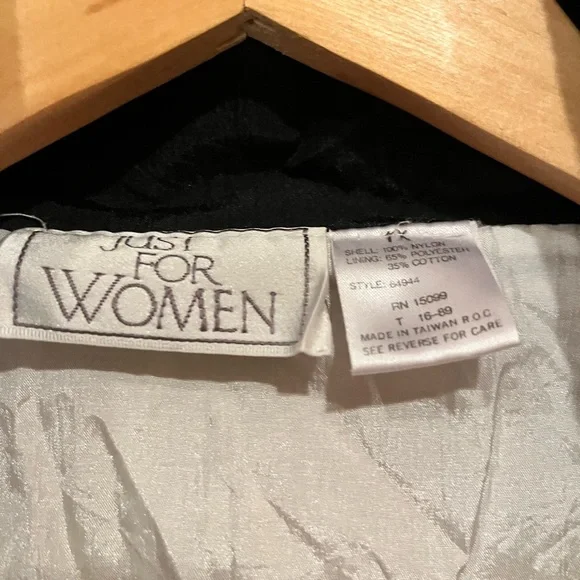 JUST
FOR
WOMEN
SHELL: 100% NYLON
LINING: 65% POLYESTER
35% COTTON
STYLE: 64944
RN 15099
T 16-89
MADE IN TAIWAN R.O.C
SEE REVERSE FOR CARE